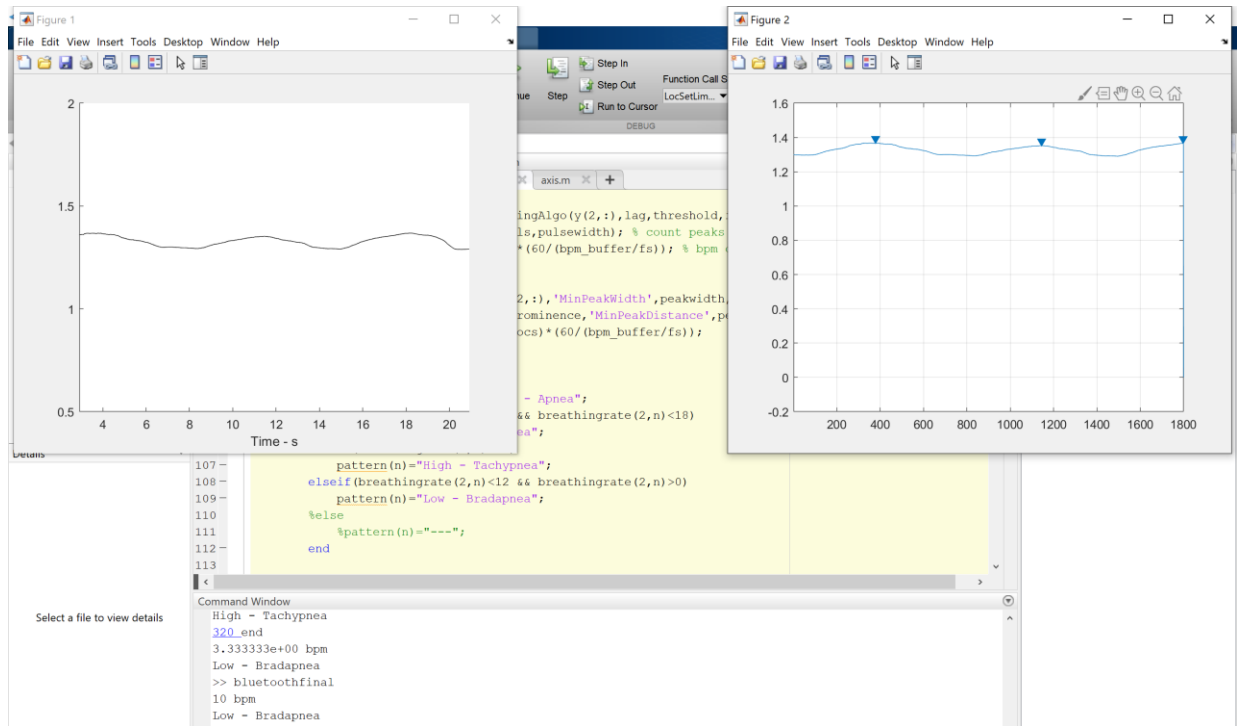 Figure 1
File Edit View Insert Tools Desktop Window Help
2
1.5
1
0.5
4 6 8 10 12 14 16 18 20
Time - s
Step In
Step Out
Run to Cursor
Step
Function Call S
LocSetLim...
DEBUG
axis.m
Figure 2
File Edit View Insert Tools Desktop Window Help
1.6
1.4
1.2
1
0.8
0.6
0.4
0.2
0
-0.2
200 400 600 800 1000 1200 1400 1600 1800
ingAlgo(y(2,:),lag,threshold,
ls,pulsewidth); % count peaks
*(60/(bpm_buffer/fs)); % bpm
2,:),'MinPeakWidth',peakwidth,
rominence,'MinPeakDistance',pe
ocs)*(60/(bpm_buffer/fs));
- Apnea";
&& breathingrate(2,n)<18)
ea";
Details
107 pattern(n)="High - Tachypnea";
108 elseif(breathingrate(2,n)<12 && breathingrate(2,n)>0)
109 pattern(n)="Low - Bradapnea";
110 %else
111 %pattern(n)="---";
112 end
113
Select a file to view details
Command Window
High - Tachypnea
320 end
3.333333e+00 bpm
Low - Bradapnea
>> bluetoothfinal
10 bpm
Low - Bradapnea